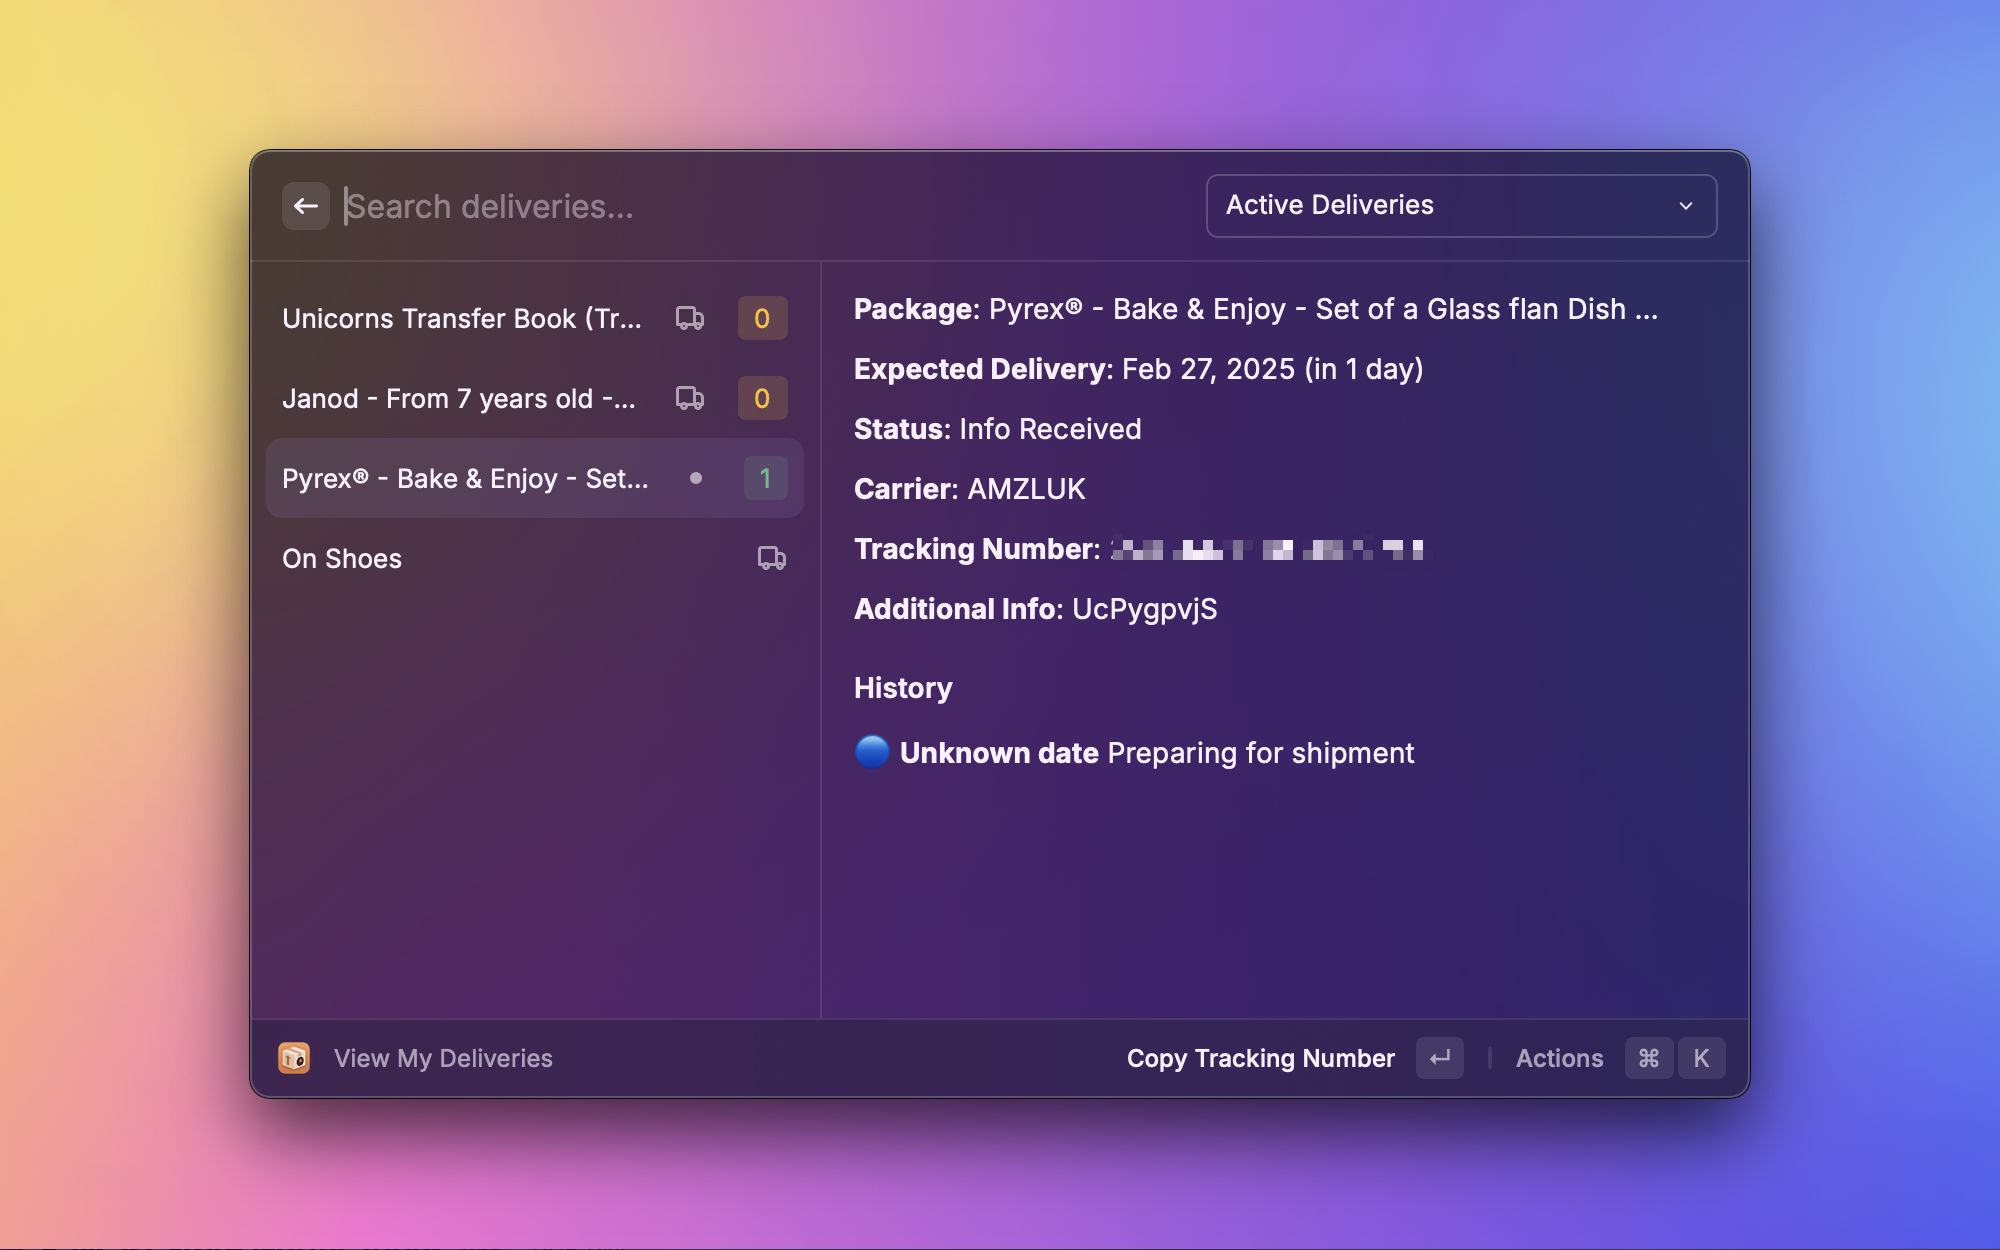 Search deliveries...
Active Deliveries
Unicorns Transfer Book (Tr... 0
Janod - From 7 years old -... 0
Pyrex® - Bake & Enjoy - Set... 1
On Shoes
Package: Pyrex® - Bake & Enjoy - Set of a Glass flan Dish ...
Expected Delivery: Feb 27, 2025 (in 1 day)
Status: Info Received
Carrier: AMZLUK
Tracking Number:
Additional Info: UcPygpvjS
History
Unknown date Preparing for shipment
View My Deliveries
Copy Tracking Number ↵
Actions ⌘ K